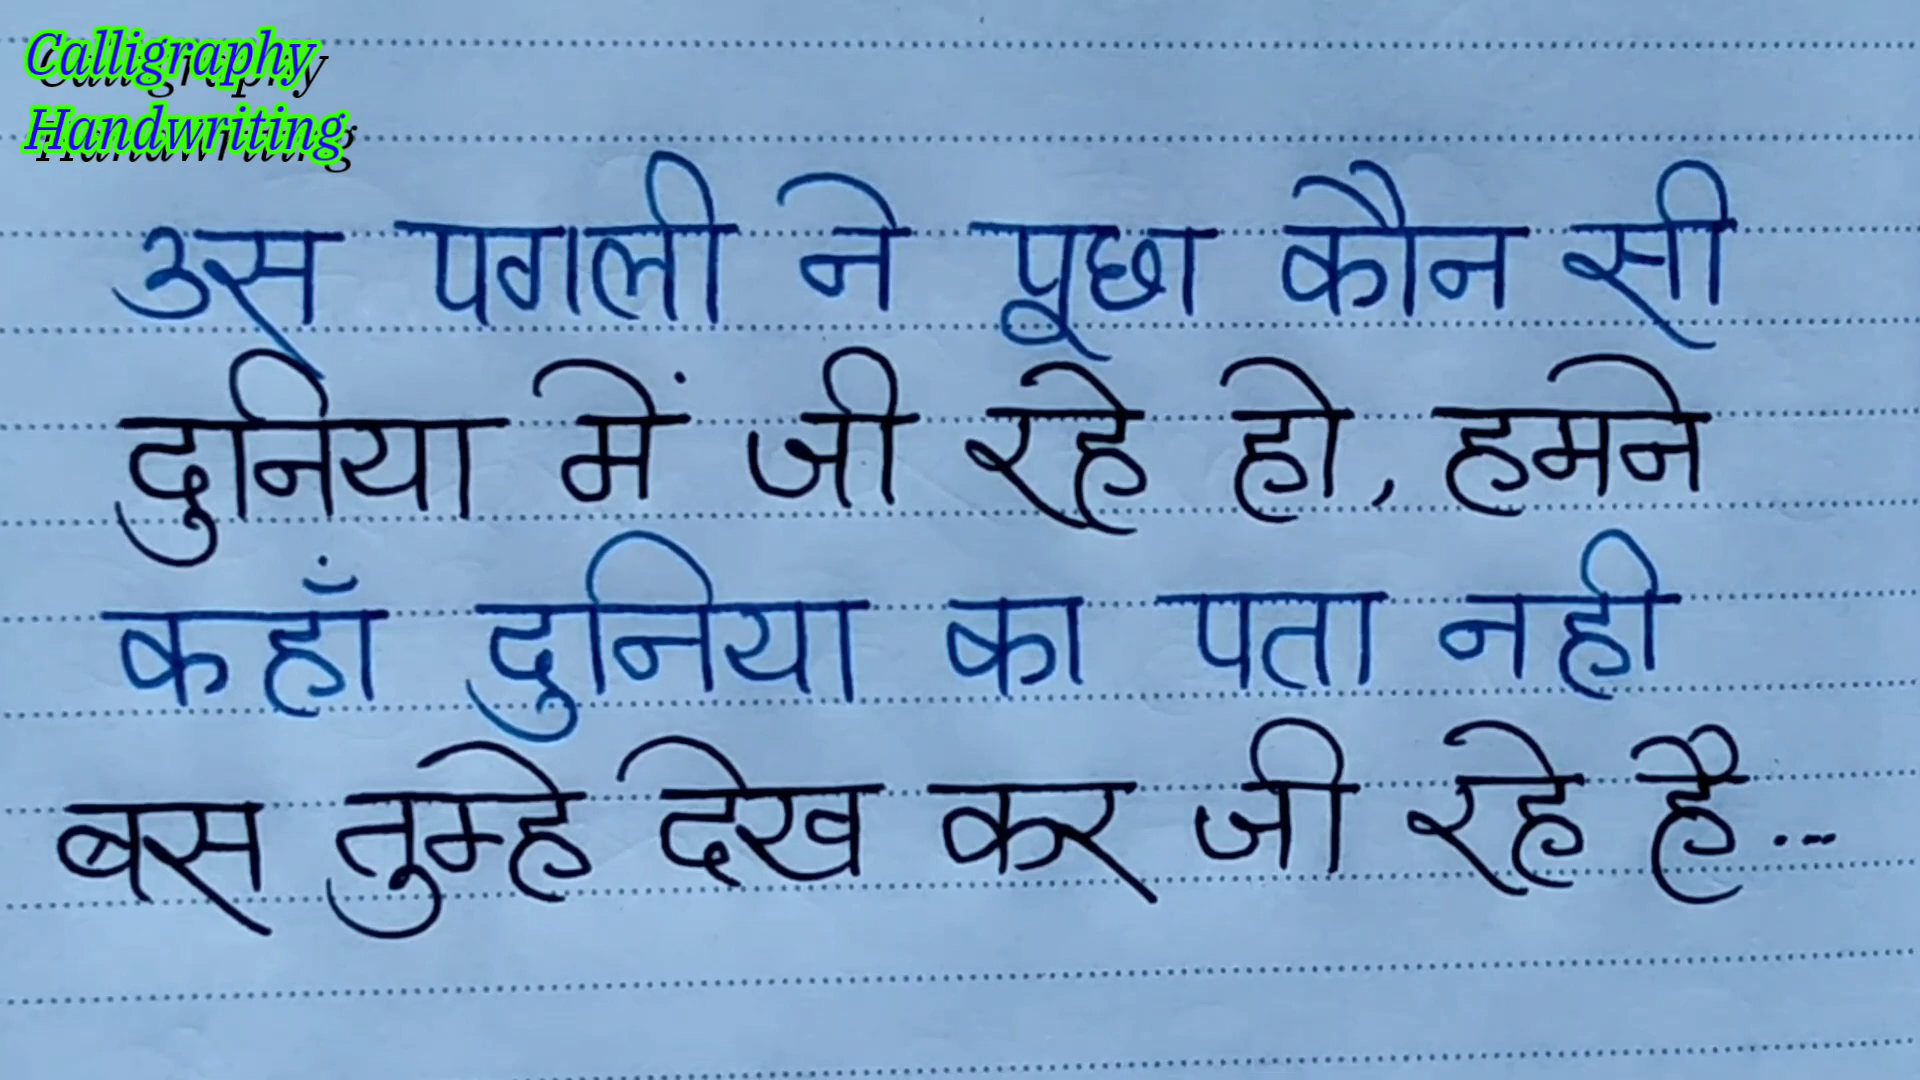 Calligraphy
Handwriting
उस पगली ने पूछा कौन सी
दुनिया में जी रहे हो, हमने
कहाँ दुनिया का पता नही
बस तुम्हे देख कर जी रहे है...